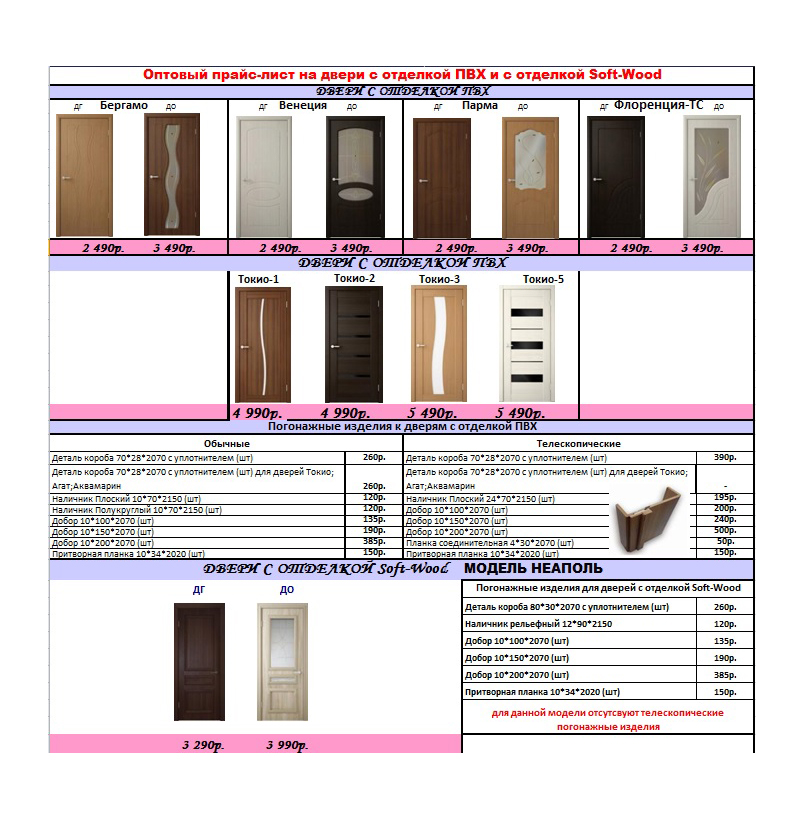 Оптовый прайс-лист на двери с отделкой ПВХ и с отделкой Soft-Wood
ДВЕРИ С ОТДЕЛКОЙ ПВХ
дг Бергамо до дг Венеция до дг Парма до дг Флоренция-ТС до
2 490р. 3 490р. 2 490р. 3 490р. 2 490р. 3 490р. 2 490р. 3 490р.
ДВЕРИ С ОТДЕЛКОЙ ПВХ
Токио-1 Токио-2 Токио-3 Токио-5
4 990р. 4 990р. 5 490р. 5 490р.
Погонажные изделия к дверям с отделкой ПВХ
Обычные Телескопические
Деталь короба 70*28*2070 с уплотнителем (шт) 260р. Деталь короба 70*28*2070 с уплотнителем (шт) 390р.
Деталь короба 70*28*2070 с уплотнителем (шт) для дверей Токио; Деталь короба 70*28*2070 с уплотнителем (шт) для дверей Токио;
Агат;Аквамарин 260р. Агат;Аквамарин -
Наличник Плоский 10*70*2150 (шт) 120р. Наличник Плоский 24*70*2150 (шт) 195р.
Наличник Полукруглый 10*70*2150 (шт) 120р. Добор 10*100*2070 (шт) 200р.
Добор 10*100*2070 (шт) 135р. Добор 10*150*2070 (шт) 240р.
Добор 10*150*2070 (шт) 190р. Добор 10*200*2070 (шт) 500р.
Добор 10*200*2070 (шт) 385р. Планка соединительная 4*30*2070 (шт) 50р.
Притворная планка 10*34*2020 (шт) 150р. Притворная планка 10*34*2020 (шт) 150р.
ДВЕРИ С ОТДЕЛКОЙ Soft-Wood МОДЕЛЬ НЕАПОЛЬ
ДГ ДО
3 290р. 3 990р.
Погонажные изделия для дверей с отделкой Soft-Wood
Деталь короба 80*30*2070 с уплотнителем (шт) 260р.
Наличник рельефный 12*90*2150 120р.
Добор 10*100*2070 (шт) 135р.
Добор 10*150*2070 (шт) 190р.
Добор 10*200*2070 (шт) 385р.
Притворная планка 10*34*2020 (шт) 150р.
для данной модели отсутсвуют телескопические
погонажные изделия